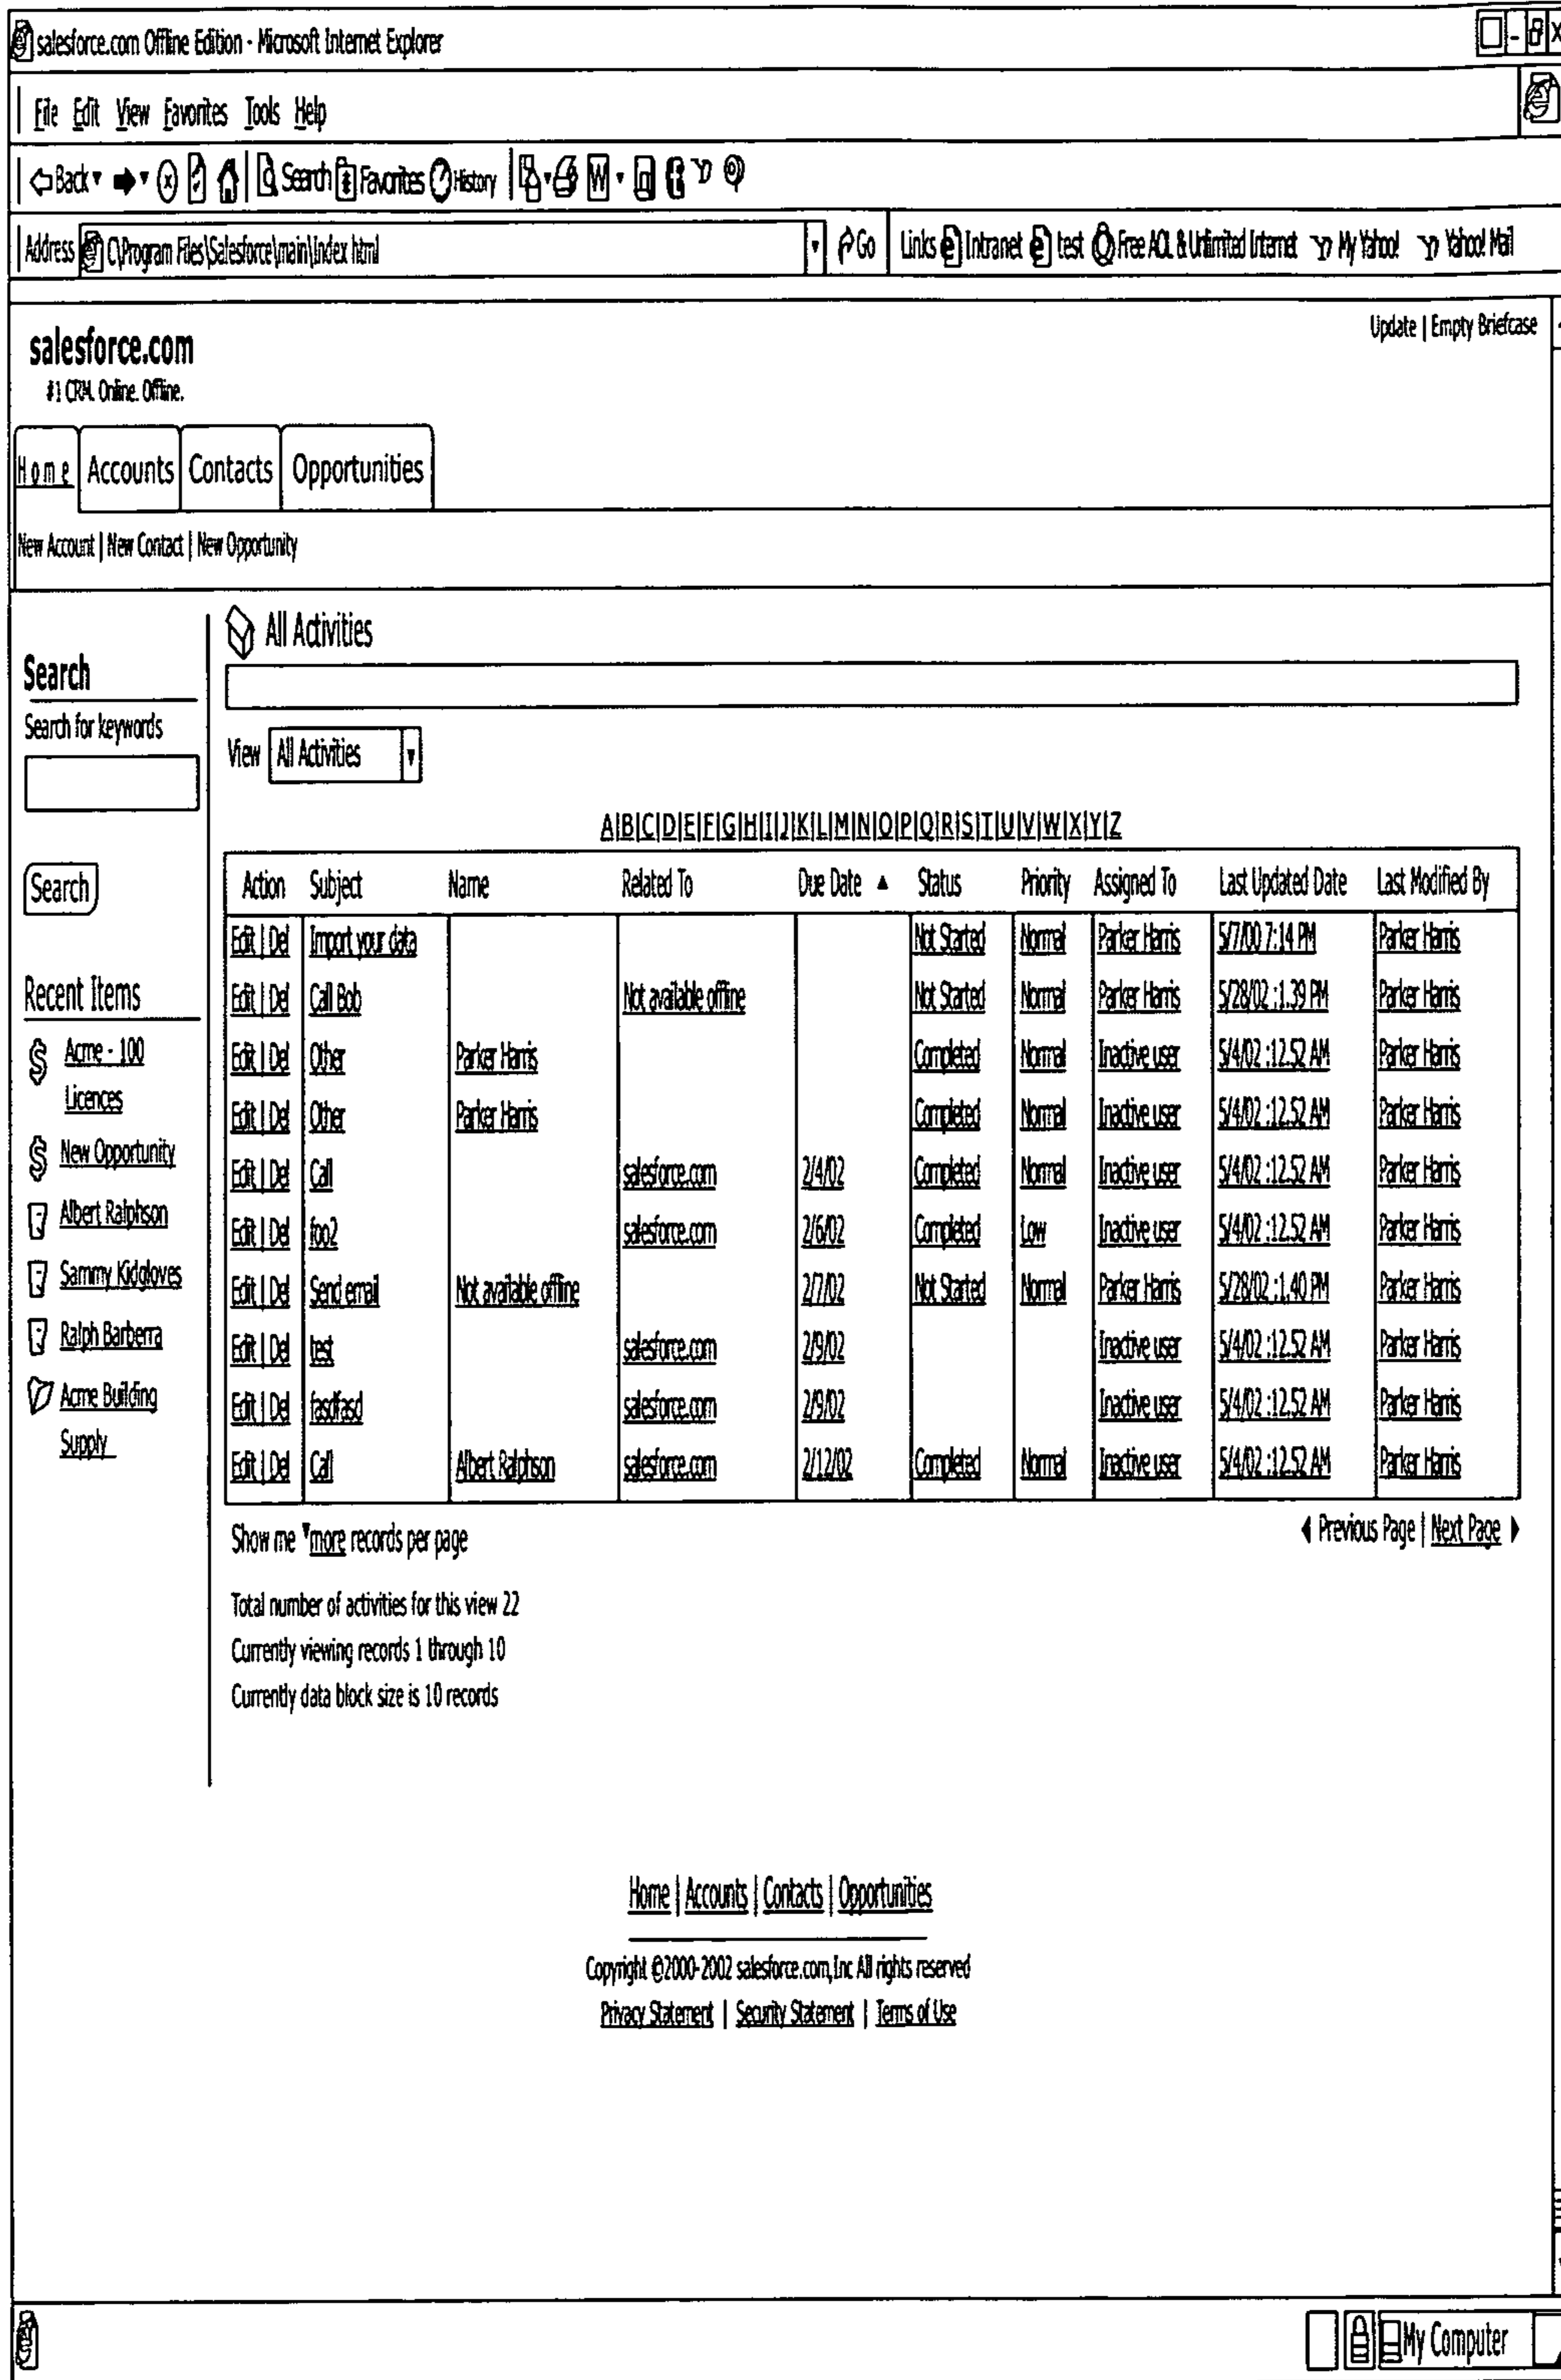 salesforce.com Offline Edition - Microsoft Internet Explorer
File Edit View Favorites Tools Help
Back Search Favorites History W
Address C\Program Files\Salesforce\main\index html Go Links Intranet test Free AOL & Unlimited Internet My Yahoo! Yahoo! Mail
Update | Empty Briefcase
salesforce.com
#1 CRM. Online. Offline.
Home Accounts Contacts Opportunities
New Account | New Contact | New Opportunity
All Activities
Search
Search for keywords
View All Activities
A|B|C|D|E|F|G|H|I|J|K|L|M|N|O|P|Q|R|S|T|U|V|W|X|Y|Z
Search
Recent Items
Acme - 100
Licences
New Opportunity
Albert Ralphson
Sammy Kidgloves
Ralph Barberra
Acme Building
Supply
Action Subject Name Related To Due Date ▲ Status Priority Assigned To Last Updated Date Last Modified By
Edit | Del Import your data Not Started Normal Parker Harris 5/7/00 7:14 PM Parker Harris
Edit | Del Call Bob Not available offline Not Started Normal Parker Harris 5/28/02 :1.39 PM Parker Harris
Edit | Del Other Parker Harris Completed Normal Inactive user 5/4/02 :12.52 AM Parker Harris
Edit | Del Other Parker Harris Completed Normal Inactive user 5/4/02 :12.52 AM Parker Harris
Edit | Del Call salesforce.com 2/4/02 Completed Normal Inactive user 5/4/02 :12.52 AM Parker Harris
Edit | Del foo2 salesforce.com 2/6/02 Completed Low Inactive user 5/4/02 :12.52 AM Parker Harris
Edit | Del Send email Not available offline 2/7/02 Not Started Normal Parker Harris 5/28/02 :1.40 PM Parker Harris
Edit | Del test salesforce.com 2/9/02 Inactive user 5/4/02 :12.52 AM Parker Harris
Edit | Del fasdfasd salesforce.com 2/9/02 Inactive user 5/4/02 :12.52 AM Parker Harris
Edit | Del Call Albert Ralphson salesforce.com 2/12/02 Completed Normal Inactive user 5/4/02 :12.52 AM Parker Harris
Show me more records per page
Previous Page | Next Page
Total number of activities for this view 22
Currently viewing records 1 through 10
Currently data block size is 10 records
Home | Accounts | Contacts | Opportunities
Copyright ©2000-2002 salesforce.com,Inc All rights reserved
Privacy Statement | Security Statement | Terms of Use
My Computer